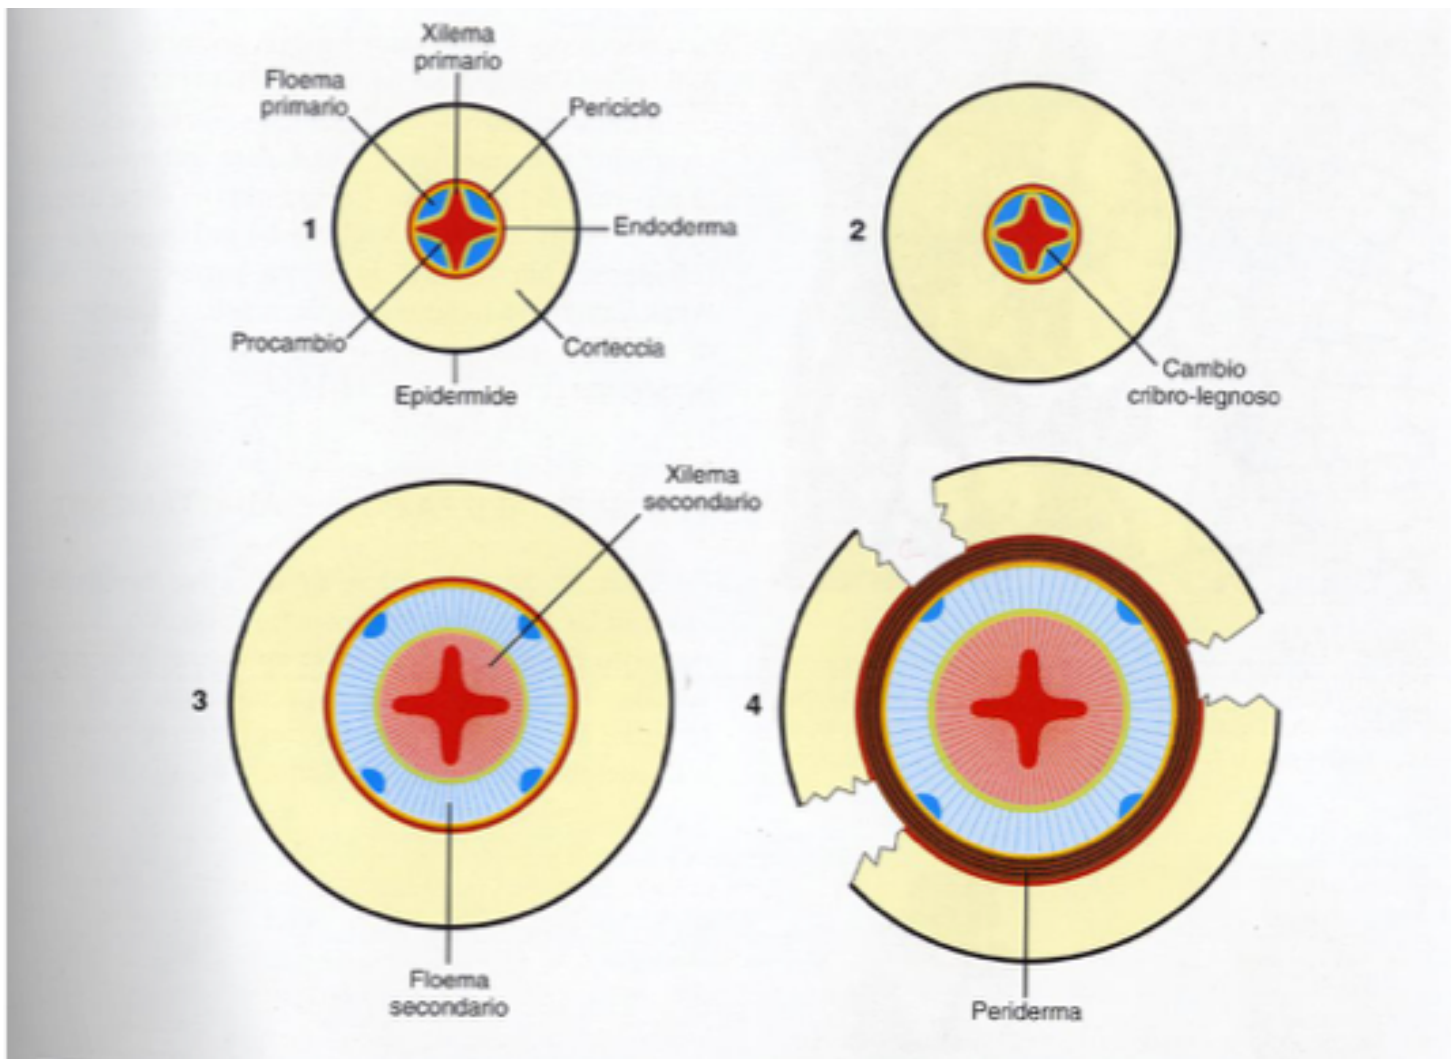 Xilema
primario
Floema
primario
Periciclo
1
Endoderma
Procambio
Corteccia
Epidermide
2
Cambio
cribro-legnoso
Xilema
secondario
3
Floema
secondario
4
Periderma